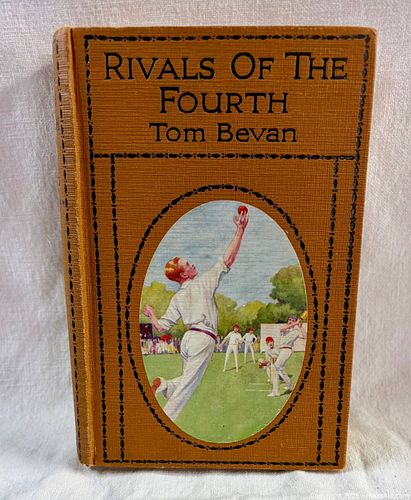 RIVALS OF THE
FOURTH
TOM BEVAN